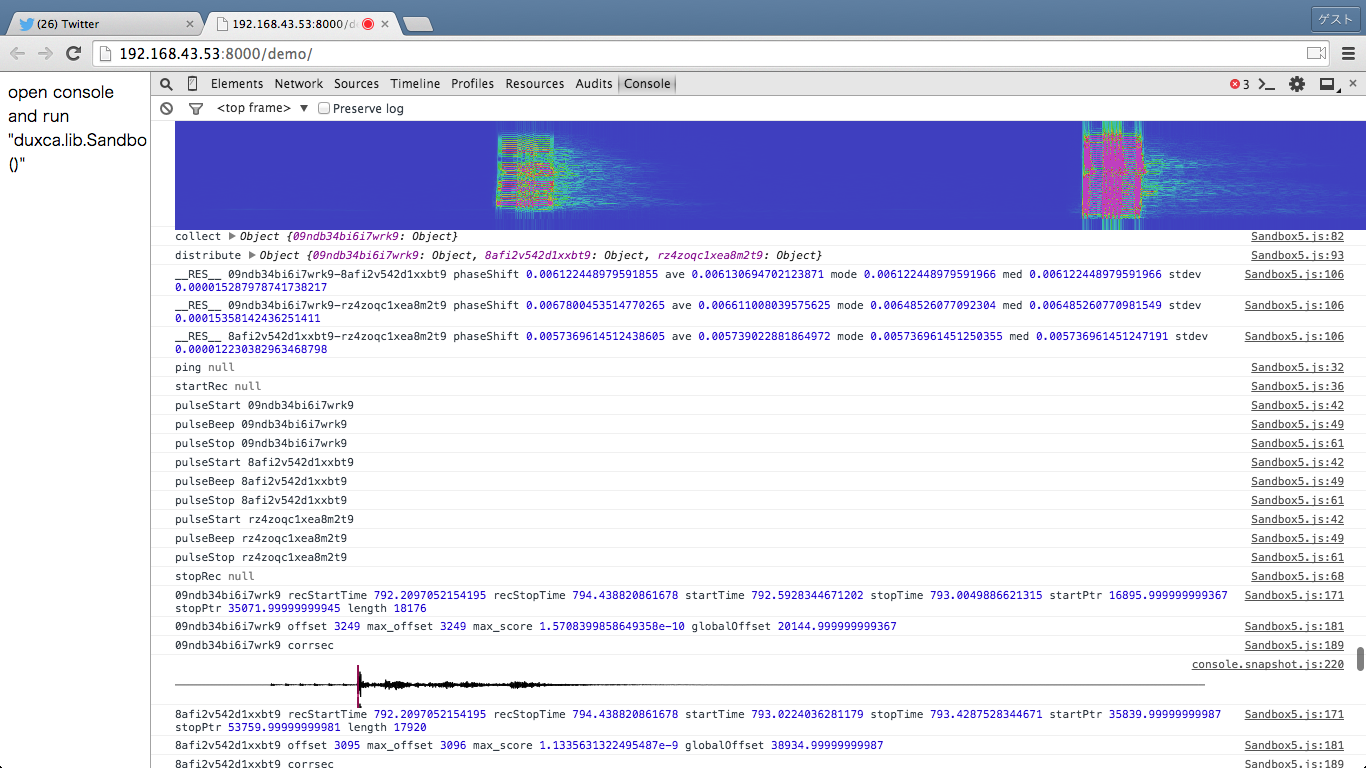 (26) Twitter
192.168.43.53:8000/d
ゲスト
192.168.43.53:8000/demo/
open console
and run
"duxca.lib.Sandbo
()"
Elements Network Sources Timeline Profiles Resources Audits Console
3
<top frame> Preserve log
collect Object {09ndb34bi6i7wrk9: Object} Sandbox5.js:82
distribute Object {09ndb34bi6i7wrk9: Object, 8afi2v542d1xxbt9: Object, rz4zoqc1xea8m2t9: Object} Sandbox5.js:93
__RES__ 09ndb34bi6i7wrk9-8afi2v542d1xxbt9 phaseShift 0.006122448979591855 ave 0.006130694702123871 mode 0.006122448979591966 med 0.006122448979591966 stdev Sandbox5.js:106
0.000015287978741738217
__RES__ 09ndb34bi6i7wrk9-rz4zoqc1xea8m2t9 phaseShift 0.0067800453514770265 ave 0.006611008039575625 mode 0.00648526077092304 med 0.006485260770981549 stdev Sandbox5.js:106
0.00015358142436251411
__RES__ 8afi2v542d1xxbt9-rz4zoqc1xea8m2t9 phaseShift 0.0057369614512438605 ave 0.005739022881864972 mode 0.005736961451250355 med 0.005736961451247191 stdev Sandbox5.js:106
0.000012230382963468798
ping null Sandbox5.js:32
startRec null Sandbox5.js:36
pulseStart 09ndb34bi6i7wrk9 Sandbox5.js:42
pulseBeep 09ndb34bi6i7wrk9 Sandbox5.js:49
pulseStop 09ndb34bi6i7wrk9 Sandbox5.js:61
pulseStart 8afi2v542d1xxbt9 Sandbox5.js:42
pulseBeep 8afi2v542d1xxbt9 Sandbox5.js:49
pulseStop 8afi2v542d1xxbt9 Sandbox5.js:61
pulseStart rz4zoqc1xea8m2t9 Sandbox5.js:42
pulseBeep rz4zoqc1xea8m2t9 Sandbox5.js:49
pulseStop rz4zoqc1xea8m2t9 Sandbox5.js:61
stopRec null Sandbox5.js:68
09ndb34bi6i7wrk9 recStartTime 792.2097052154195 recStopTime 794.438820861678 startTime 792.5928344671202 stopTime 793.0049886621315 startPtr 16895.999999999367 Sandbox5.js:171
stopPtr 35071.99999999945 length 18176
09ndb34bi6i7wrk9 offset 3249 max_offset 3249 max_score 1.5708399858649358e-10 globalOffset 20144.999999999367 Sandbox5.js:181
09ndb34bi6i7wrk9 corrsec Sandbox5.js:189
console.snapshot.js:220
8afi2v542d1xxbt9 recStartTime 792.2097052154195 recStopTime 794.438820861678 startTime 793.0224036281179 stopTime 793.4287528344671 startPtr 35839.99999999987 Sandbox5.js:171
stopPtr 53759.99999999981 length 17920
8afi2v542d1xxbt9 offset 3095 max_offset 3096 max_score 1.1335631322495487e-9 globalOffset 38934.99999999987 Sandbox5.js:181
8afi2v542d1xxbt9 corrsec Sandbox5.js:189